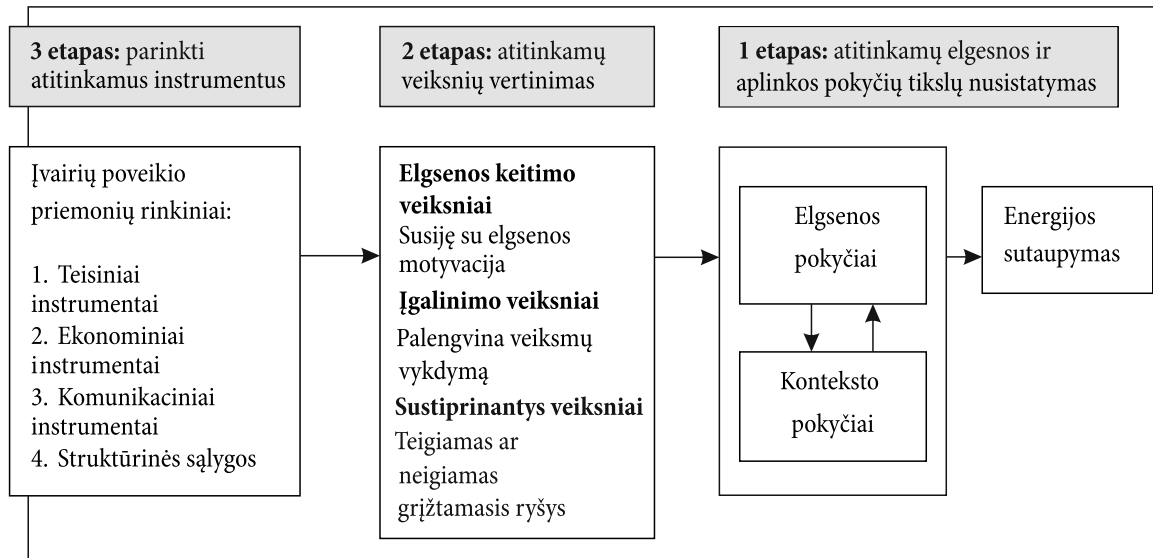 3 etapas: parinkti
atitinkamus instrumentus
2 etapas: atitinkamų
veiksnių vertinimas
1 etapas: atitinkamų elgesnos ir
aplinkos pokyčių tikslų nusistatymas
Įvairių poveikio
priemonių rinkiniai:
1. Teisiniai
instrumentai
2. Ekonominiai
instrumentai
3. Komunikaciniai
instrumentai
4. Struktūrinės sąlygos
Elgsenos keitimo
veiksniai
Susiję su elgsenos
motyvacija
Įgalinimo veiksniai
Palengvina veiksmų
vykdymą
Sustiprinantys veiksniai
Teigiamas ar
neigiamas
grįžtamasis ryšys
Elgsenos
pokyčiai
Konteksto
pokyčiai
Energijos
sutaupymas